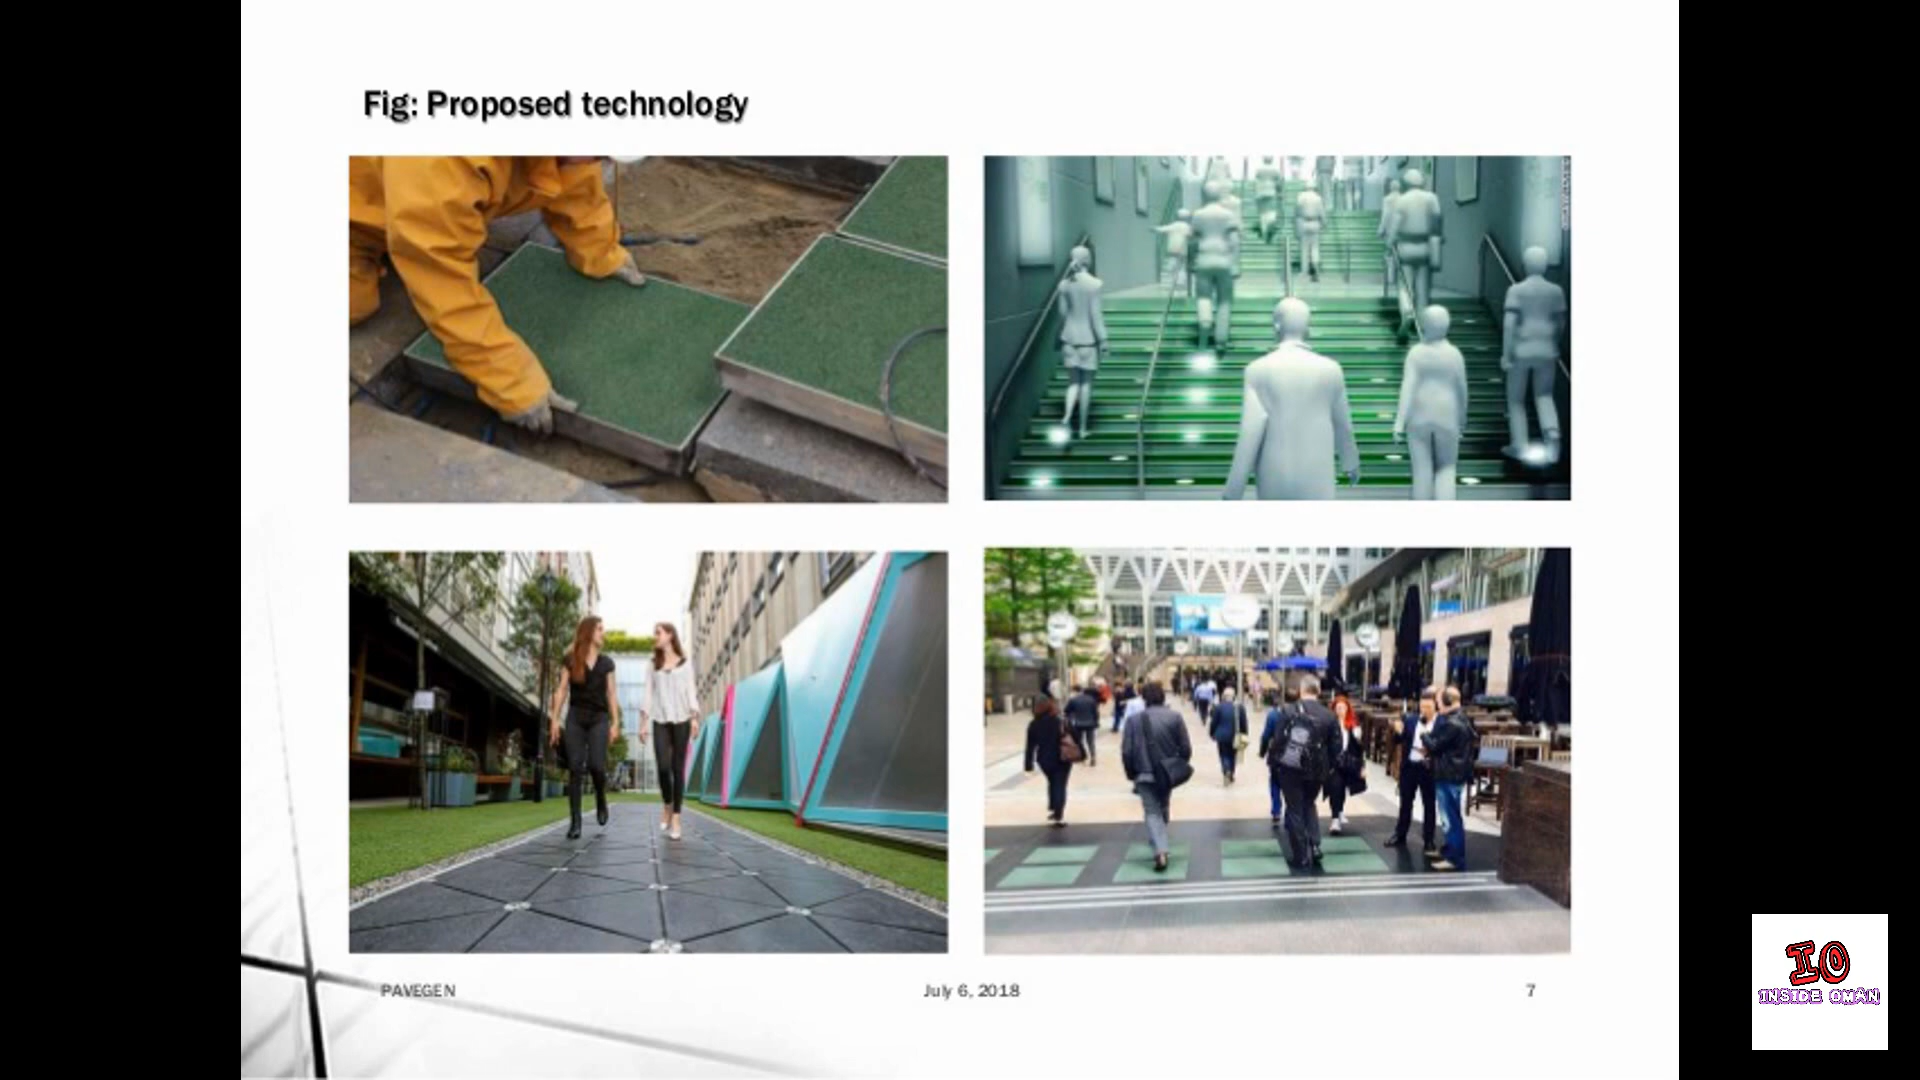 Fig: Proposed technology
PAVEGEN
July 6, 2018
7
IO
INSIDE OMAN